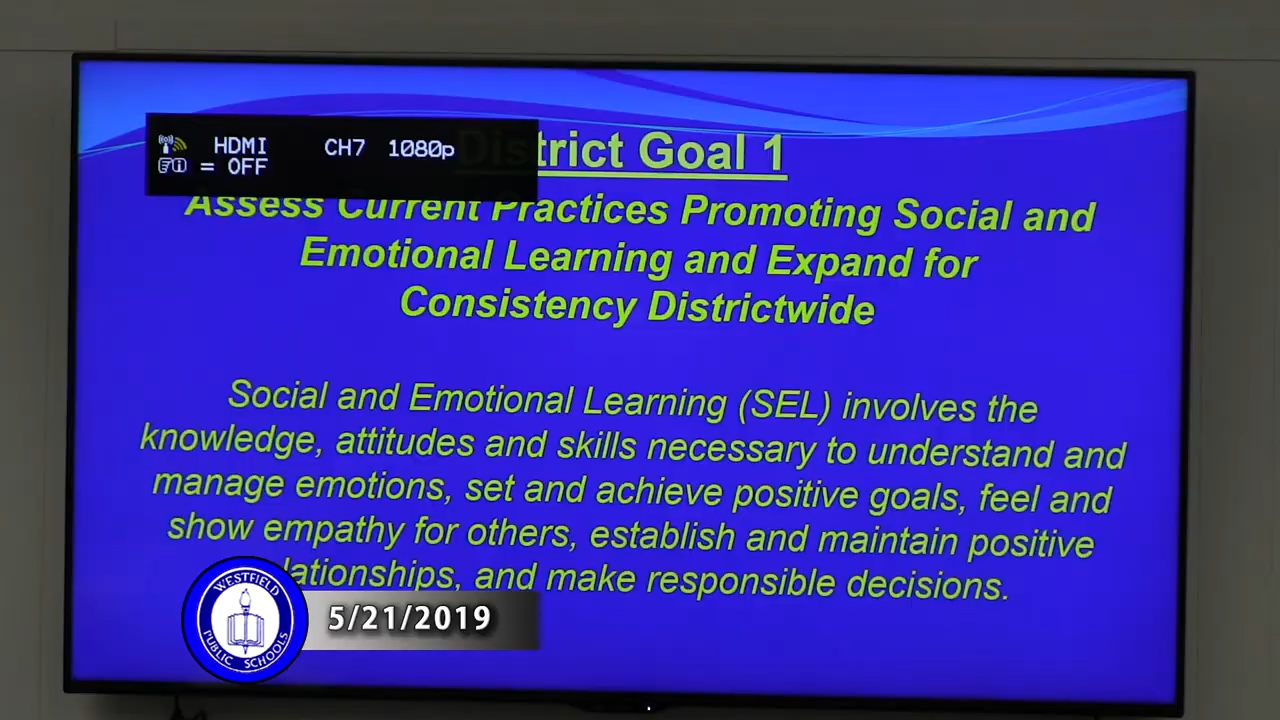 HDMI CH7 1080p
= OFF
District Goal 1
Assess Current Practices Promoting Social and
Emotional Learning and Expand for
Consistency Districtwide
Social and Emotional Learning (SEL) involves the
knowledge, attitudes and skills necessary to understand and
manage emotions, set and achieve positive goals, feel and
show empathy for others, establish and maintain positive
lationships, and make responsible decisions.
WESTFIELD
PUBLIC SCHOOLS
5/21/2019